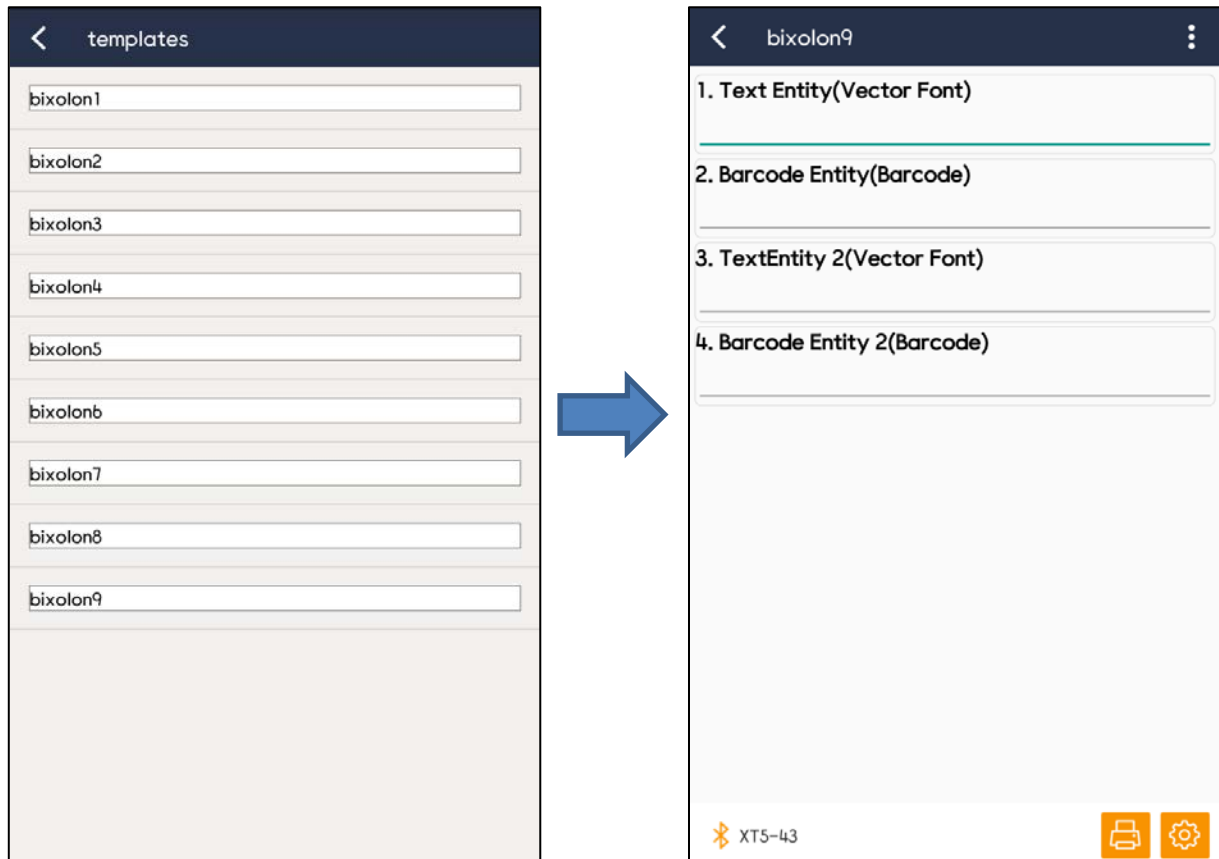 templates
bixolon1
bixolon2
bixolon3
bixolon4
bixolon5
bixolon6
bixolon7
bixolon8
bixolon9
bixolon9
1. Text Entity(Vector Font)
2. Barcode Entity(Barcode)
3. TextEntity 2(Vector Font)
4. Barcode Entity 2(Barcode)
XT5-43